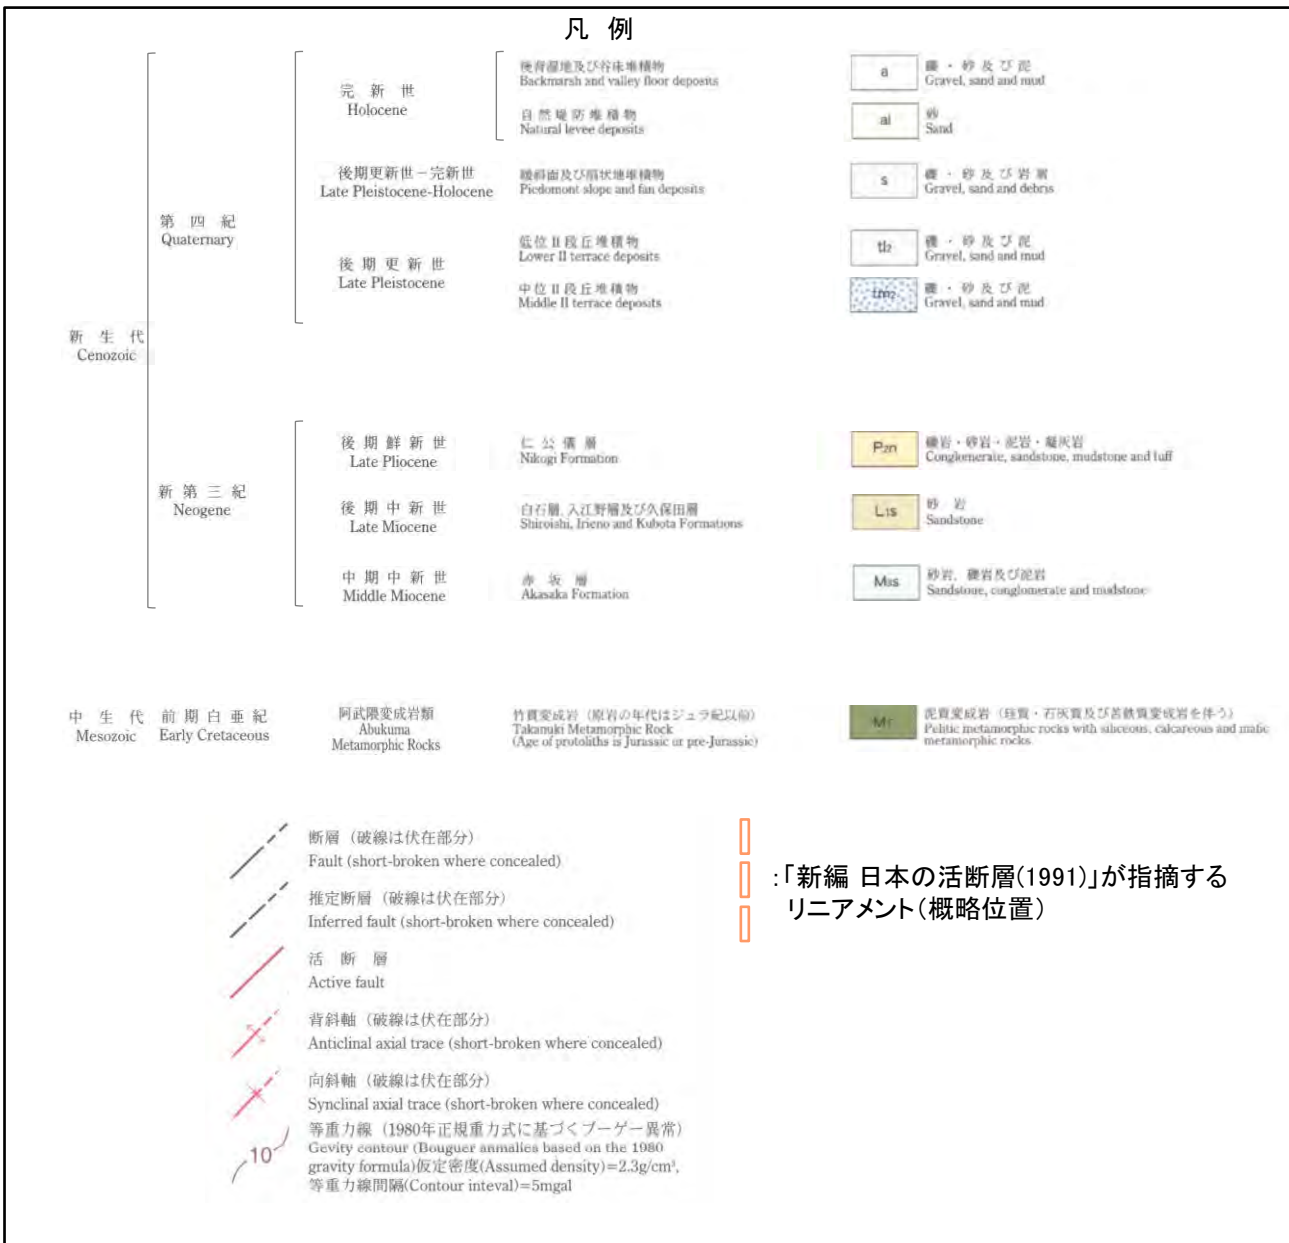 凡 例
新 生 代
Cenozoic
第 四 紀
Quaternary
完 新 世
Holocene
後背湿地及び谷床堆積物
Backmarsh and valley floor deposits
a
礫・砂及び泥
Gravel, sand and mud
自然堤防堆積物
Natural levee deposits
al
砂
Sand
後期更新世－完新世
Late Pleistocene-Holocene
緩斜面及び扇状地堆積物
Piedomont slope and fan deposits
s
礫・砂及び岩屑
Gravel, sand and debris
後 期 更 新 世
Late Pleistocene
低位Ⅱ段丘堆積物
Lower II terrace deposits
tl2
礫・砂及び泥
Gravel, sand and mud
中位Ⅱ段丘堆積物
Middle II terrace deposits
tm2
礫・砂及び泥
Gravel, sand and mud
新 第 三 紀
Neogene
後 期 鮮 新 世
Late Pliocene
仁 公 儀 層
Nikogi Formation
P2n
礫岩・砂岩・泥岩・凝灰岩
Conglomerate, sandstone, mudstone and tuff
後 期 中 新 世
Late Miocene
白石層, 入江野層及び久保田層
Shiroishi, Irieno and Kubota Formations
L1s
砂 岩
Sandstone
中 期 中 新 世
Middle Miocene
赤 坂 層
Akasaka Formation
M3s
砂岩, 礫岩及び泥岩
Sandstone, conglomerate and mudstone
中 生 代
Mesozoic
前 期 白 亜 紀
Early Cretaceous
阿武隈変成岩類
Abukuma
Metamorphic Rocks
竹貫変成岩（原岩の年代はジュラ紀以前）
Takanuki Metamorphic Rock
(Age of protoliths is Jurassic or pre-Jurassic)
泥質変成岩（珪質・石灰質及び苦鉄質変成岩を伴う）
Pelitic metamorphic rocks with siliceous, calcareous and mafic
metamorphic rocks
断層（破線は伏在部分）
Fault (short-broken where concealed)
推定断層（破線は伏在部分）
Inferred fault (short-broken where concealed)
活 断 層
Active fault
背斜軸（破線は伏在部分）
Anticlinal axial trace (short-broken where concealed)
向斜軸（破線は伏在部分）
Synclinal axial trace (short-broken where concealed)
10
等重力線（1980年正規重力式に基づくブーゲー異常）
Gevity contour (Bouguer anmalies based on the 1980
gravity formula)仮定密度(Assumed density)=2.3g/cm³,
等重力線間隔(Contour inteval)=5mgal
:「新編 日本の活断層(1991)」が指摘する
リニアメント（概略位置）